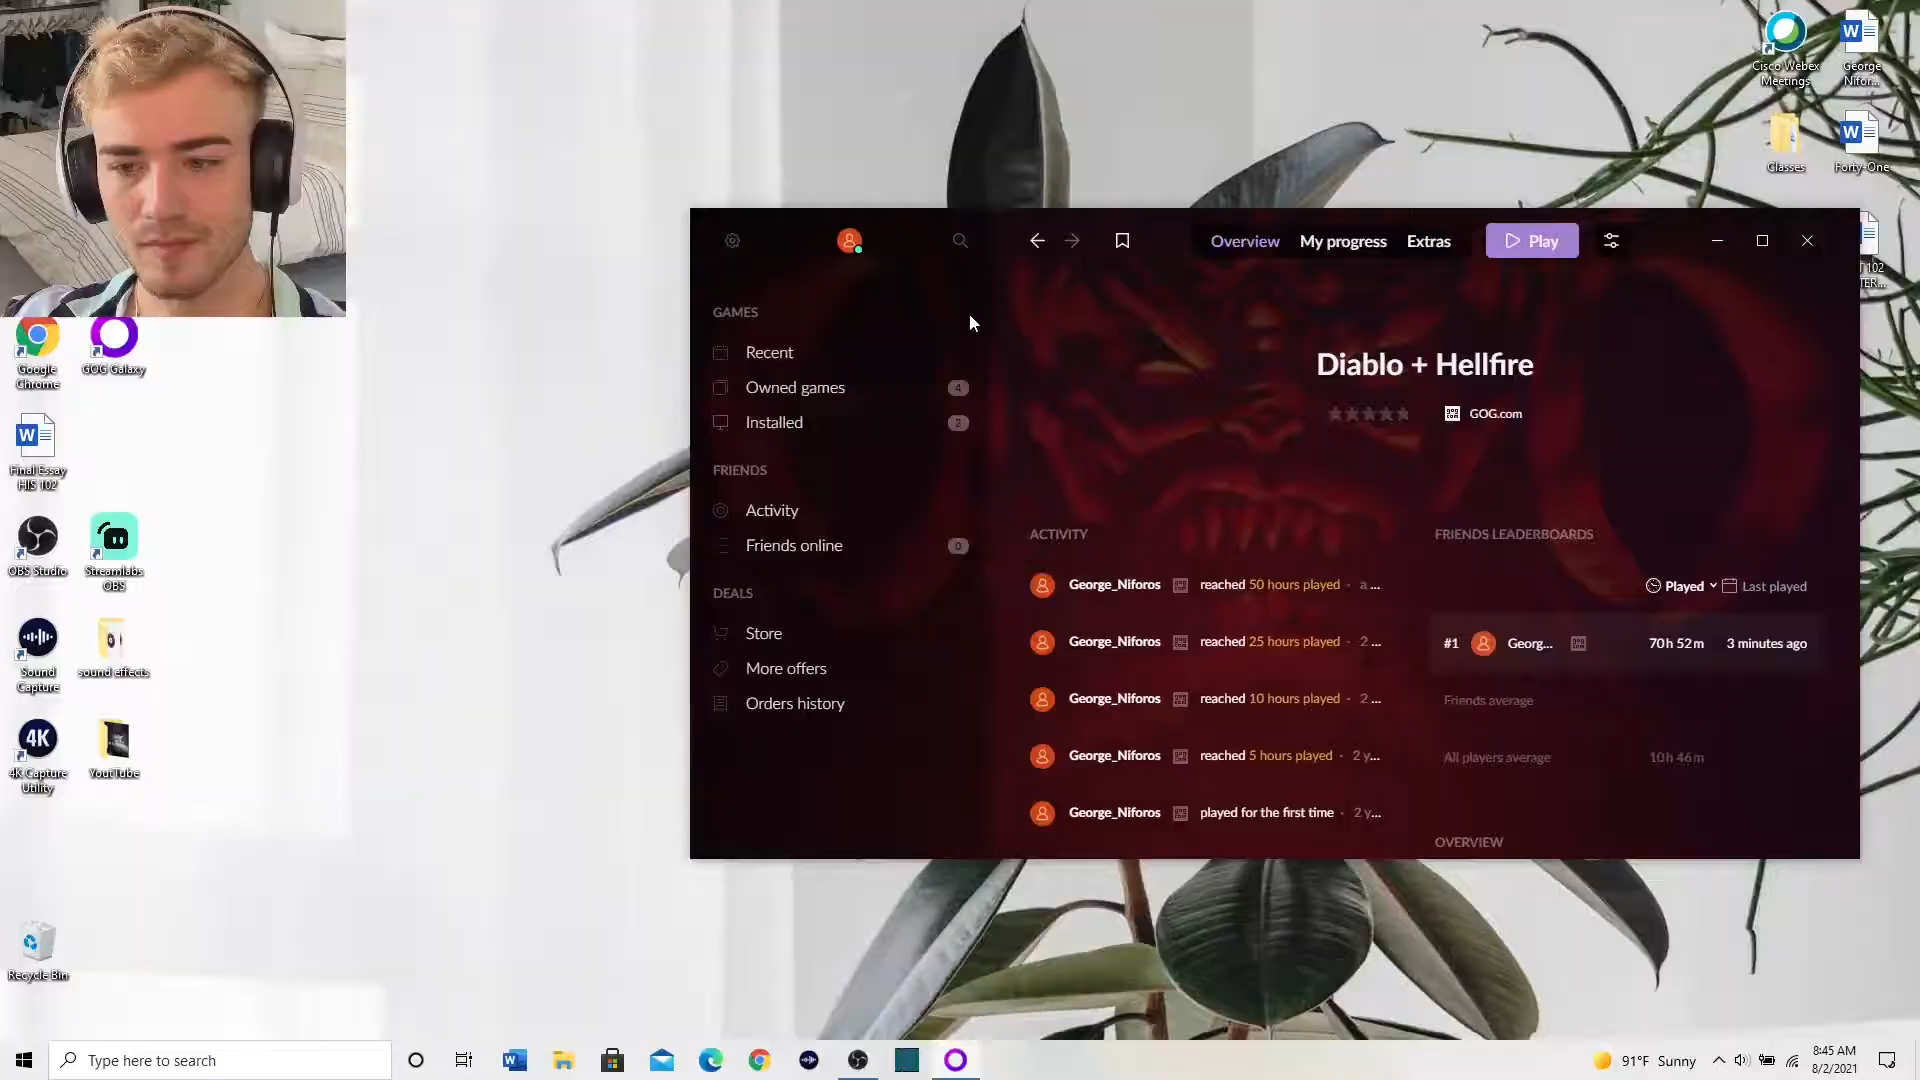 Cisco Webex
Meetings
George
Nifor...
Classes
Forty-One
Google
Chrome
GOG Galaxy
Final Essay
HIS 102
OBS Studio
Streamlabs
OBS
Sound
Capture
sound effects
4K Capture
Utility
YoutTube
Recycle Bin
Overview
My progress
Extras
Play
GAMES
Recent
Owned games
4
Installed
2
FRIENDS
Activity
Friends online
0
DEALS
Store
More offers
Orders history
Diablo + Hellfire
GOG.com
ACTIVITY
George_Niforos reached 50 hours played · a ...
George_Niforos reached 25 hours played · 2 ...
George_Niforos reached 10 hours played · 2 ...
George_Niforos reached 5 hours played · 2 y...
George_Niforos played for the first time · 2 y...
FRIENDS LEADERBOARDS
Played Last played
#1 Georg... 70h 52m 3 minutes ago
Friends average
All players average 10h 46m
OVERVIEW
Type here to search
91°F Sunny
8:45 AM
8/2/2021